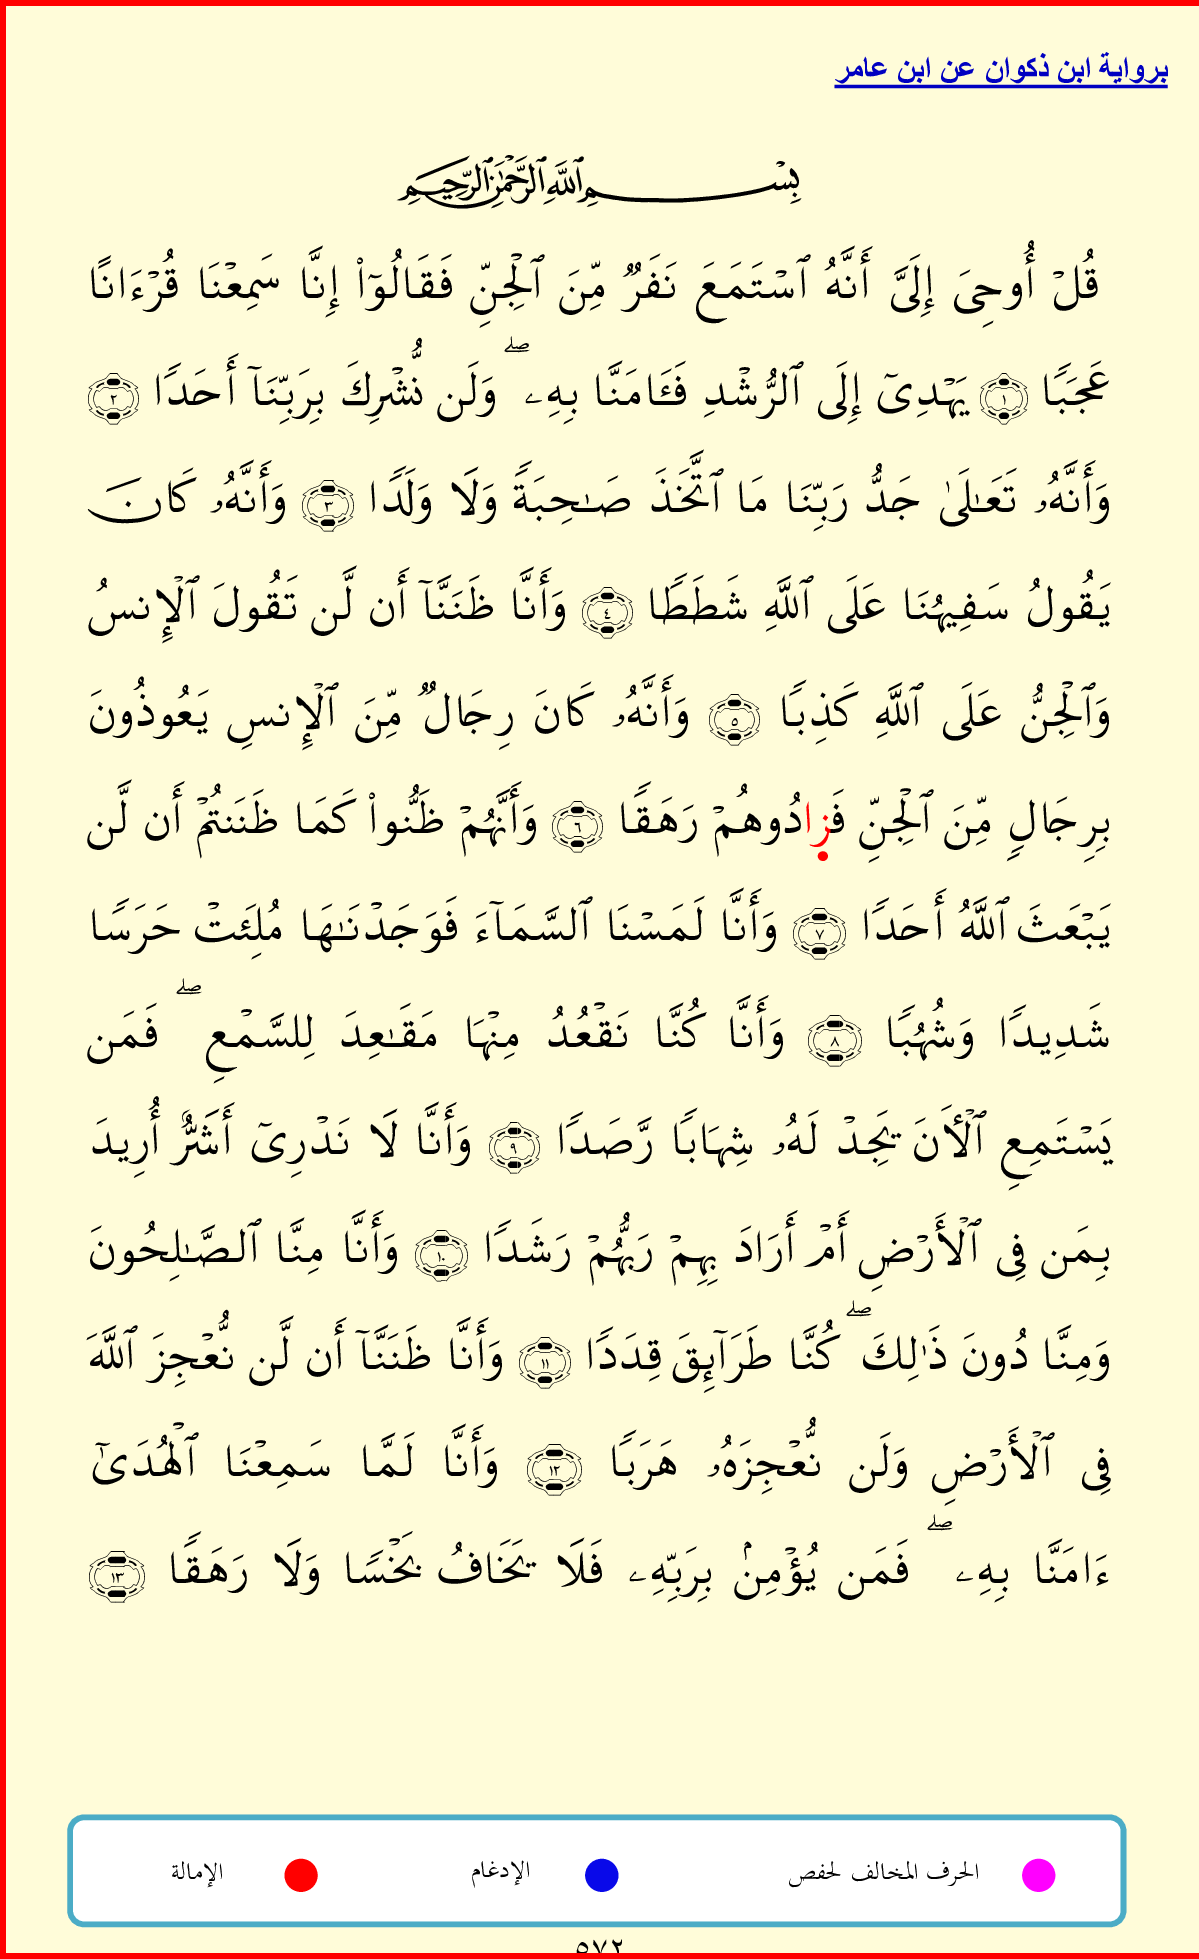 برواية ابن ذكوان عن ابن عامر
بِسْمِ ٱللَّهِ ٱلرَّحْمَٰنِ ٱلرَّحِيمِ
قُلْ أُوحِىَ إِلَىَّ أَنَّهُ ٱسْتَمَعَ نَفَرٌ مِّنَ ٱلْجِنِّ فَقَالُوٓا۟ إِنَّا سَمِعْنَا قُرْءَانًا
عَجَبًا ١ يَهْدِىٓ إِلَى ٱلرُّشْدِ فَـَٔامَنَّا بِهِۦ ۖ وَلَن نُّشْرِكَ بِرَبِّنَآ أَحَدًا ٢
وَأَنَّهُۥ تَعَـٰلَىٰ جَدُّ رَبِّنَا مَا ٱتَّخَذَ صَـٰحِبَةً وَلَا وَلَدًا ٣ وَأَنَّهُۥ كَانَ
يَقُولُ سَفِيهُنَا عَلَى ٱللَّهِ شَطَطًا ٤ وَأَنَّا ظَنَنَّآ أَن لَّن تَقُولَ ٱلْإِنسُ
وَٱلْجِنُّ عَلَى ٱللَّهِ كَذِبًا ٥ وَأَنَّهُۥ كَانَ رِجَالٌ مِّنَ ٱلْإِنسِ يَعُوذُونَ
بِرِجَالٍ مِّنَ ٱلْجِنِّ فَزادُوهُمْ رَهَقًا ٦ وَأَنَّهُمْ ظَنُّوا۟ كَمَا ظَنَنتُمْ أَن لَّن
يَبْعَثَ ٱللَّهُ أَحَدًا ٧ وَأَنَّا لَمَسْنَا ٱلسَّمَآءَ فَوَجَدْنَـٰهَا مُلِئَتْ حَرَسًا
شَدِيدًا وَشُهُبًا ٨ وَأَنَّا كُنَّا نَقْعُدُ مِنْهَا مَقَـٰعِدَ لِلسَّمْعِ ۖ فَمَن
يَسْتَمِعِ ٱلْأَنَ يَجِدْ لَهُۥ شِهَابًا رَّصَدًا ٩ وَأَنَّا لَا نَدْرِىٓ أَشَرٌّ أُرِيدَ
بِمَن فِى ٱلْأَرْضِ أَمْ أَرَادَ بِهِمْ رَبُّهُمْ رَشَدًا ١٠ وَأَنَّا مِنَّا ٱلصَّـٰلِحُونَ
وَمِنَّا دُونَ ذَٰلِكَ ۖ كُنَّا طَرَآئِقَ قِدَدًا ١١ وَأَنَّا ظَنَنَّآ أَن لَّن نُّعْجِزَ ٱللَّهَ
فِى ٱلْأَرْضِ وَلَن نُّعْجِزَهُۥ هَرَبًا ١٢ وَأَنَّا لَمَّا سَمِعْنَا ٱلْهُدَىٰٓ
ءَامَنَّا بِهِۦ ۖ فَمَن يُؤْمِنۢ بِرَبِّهِۦ فَلَا يَخَافُ بَخْسًا وَلَا رَهَقًا ١٣
الحرف المخالف لحفص الإدغام الإمالة
٥٧٢